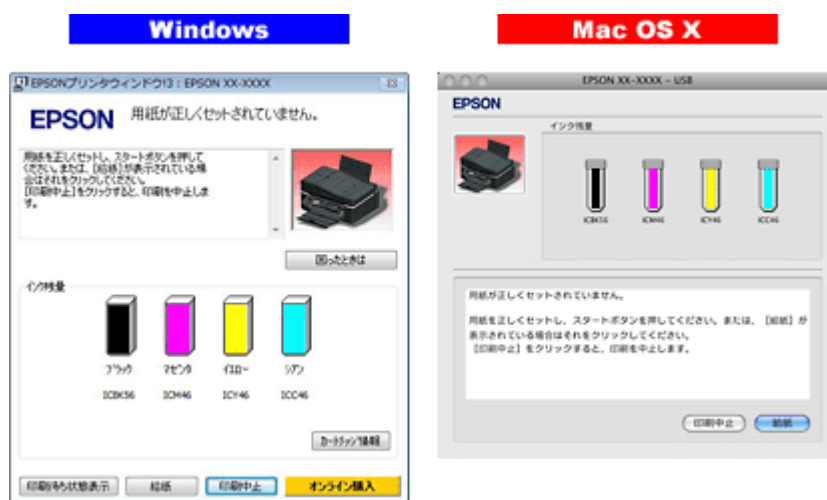 Windows
Mac OS X
EPSONプリンタウィンドウ!3 : EPSON XX-XXXX
EPSON
用紙が正しくセットされていません。
用紙を正しくセットし、スタートボタンを押して
ください。または、[給紙]が表示されている場
合はそれをクリックしてください。
[印刷中止]をクリックすると、印刷を中止しま
す。
困ったときは
インク残量
ブラック
マゼンタ
イエロー
シアン
ICBK56
ICM46
ICY46
ICC46
カートリッジ情報
印刷待ち状態表示
給紙
印刷中止
オンライン購入
EPSON XX-XXXX - USB
EPSON
インク残量
ICBK56
ICM46
ICY46
ICC46
用紙が正しくセットされていません。
用紙を正しくセットし、スタートボタンを押してください。または、[給紙]が
表示されている場合はそれをクリックしてください。
[印刷中止]をクリックすると、印刷を中止します。
印刷中止
給紙